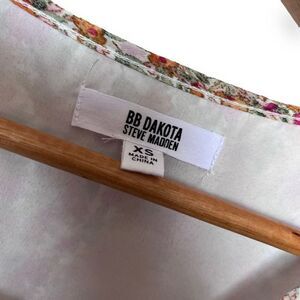 BB DAKOTA
STEVE MADDEN
XS
MADE IN
CHINA